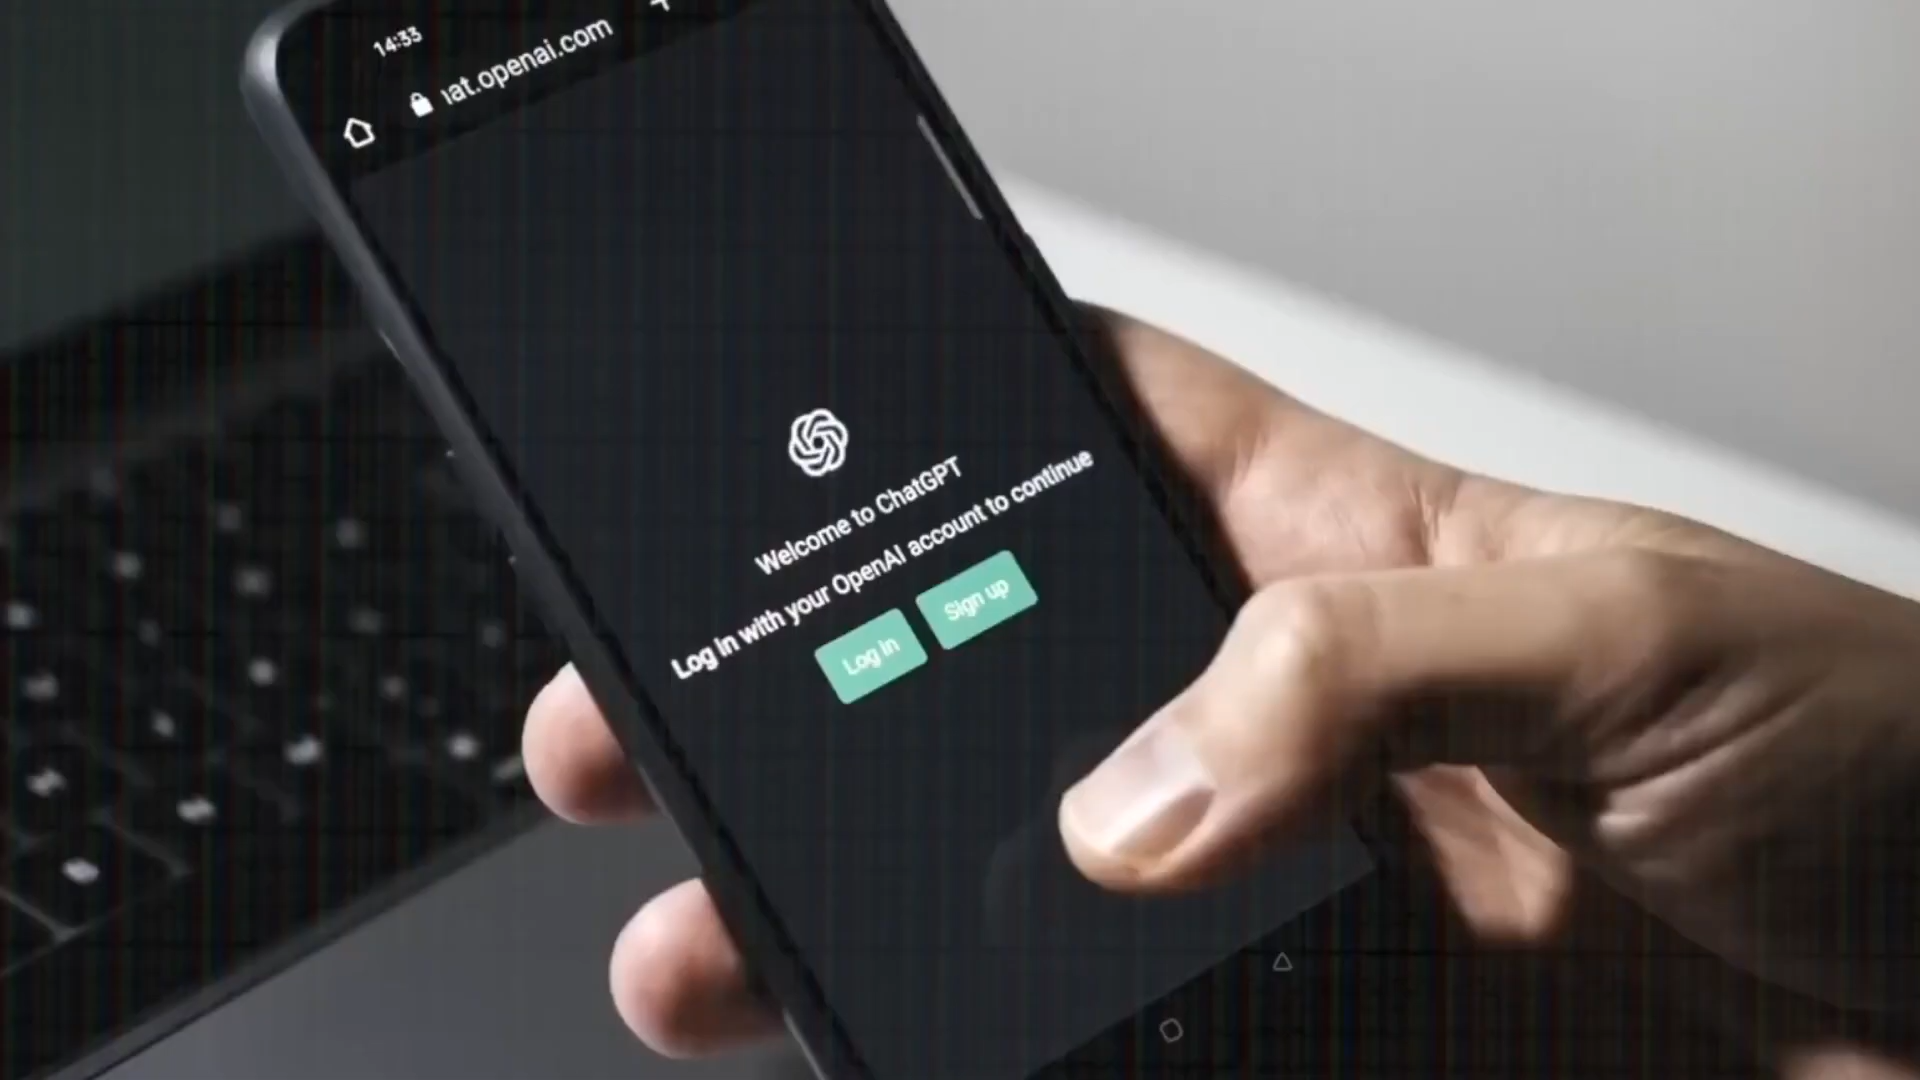 14:33
at.openai.com
Welcome to ChatGPT
Log in with your OpenAI account to continue
Log in
Sign up